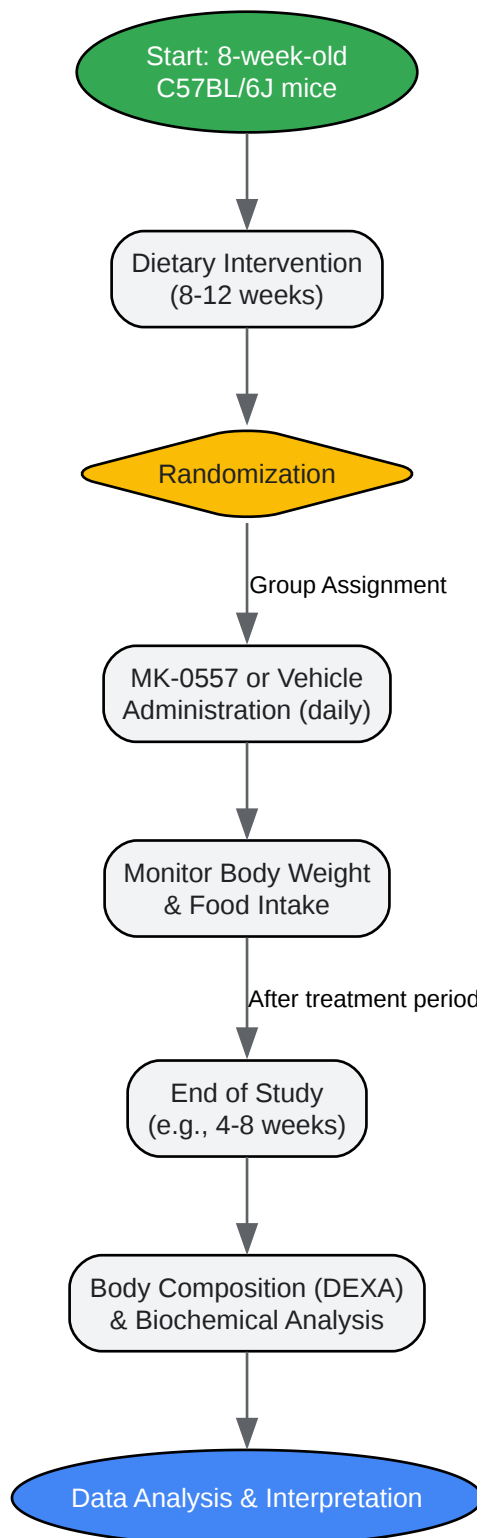 Start: 8-week-old
C57BL/6J mice
Dietary Intervention
(8-12 weeks)
Randomization
Group Assignment
MK-0557 or Vehicle
Administration (daily)
Monitor Body Weight
& Food Intake
After treatment period
End of Study
(e.g., 4-8 weeks)
Body Composition (DEXA)
& Biochemical Analysis
Data Analysis & Interpretation